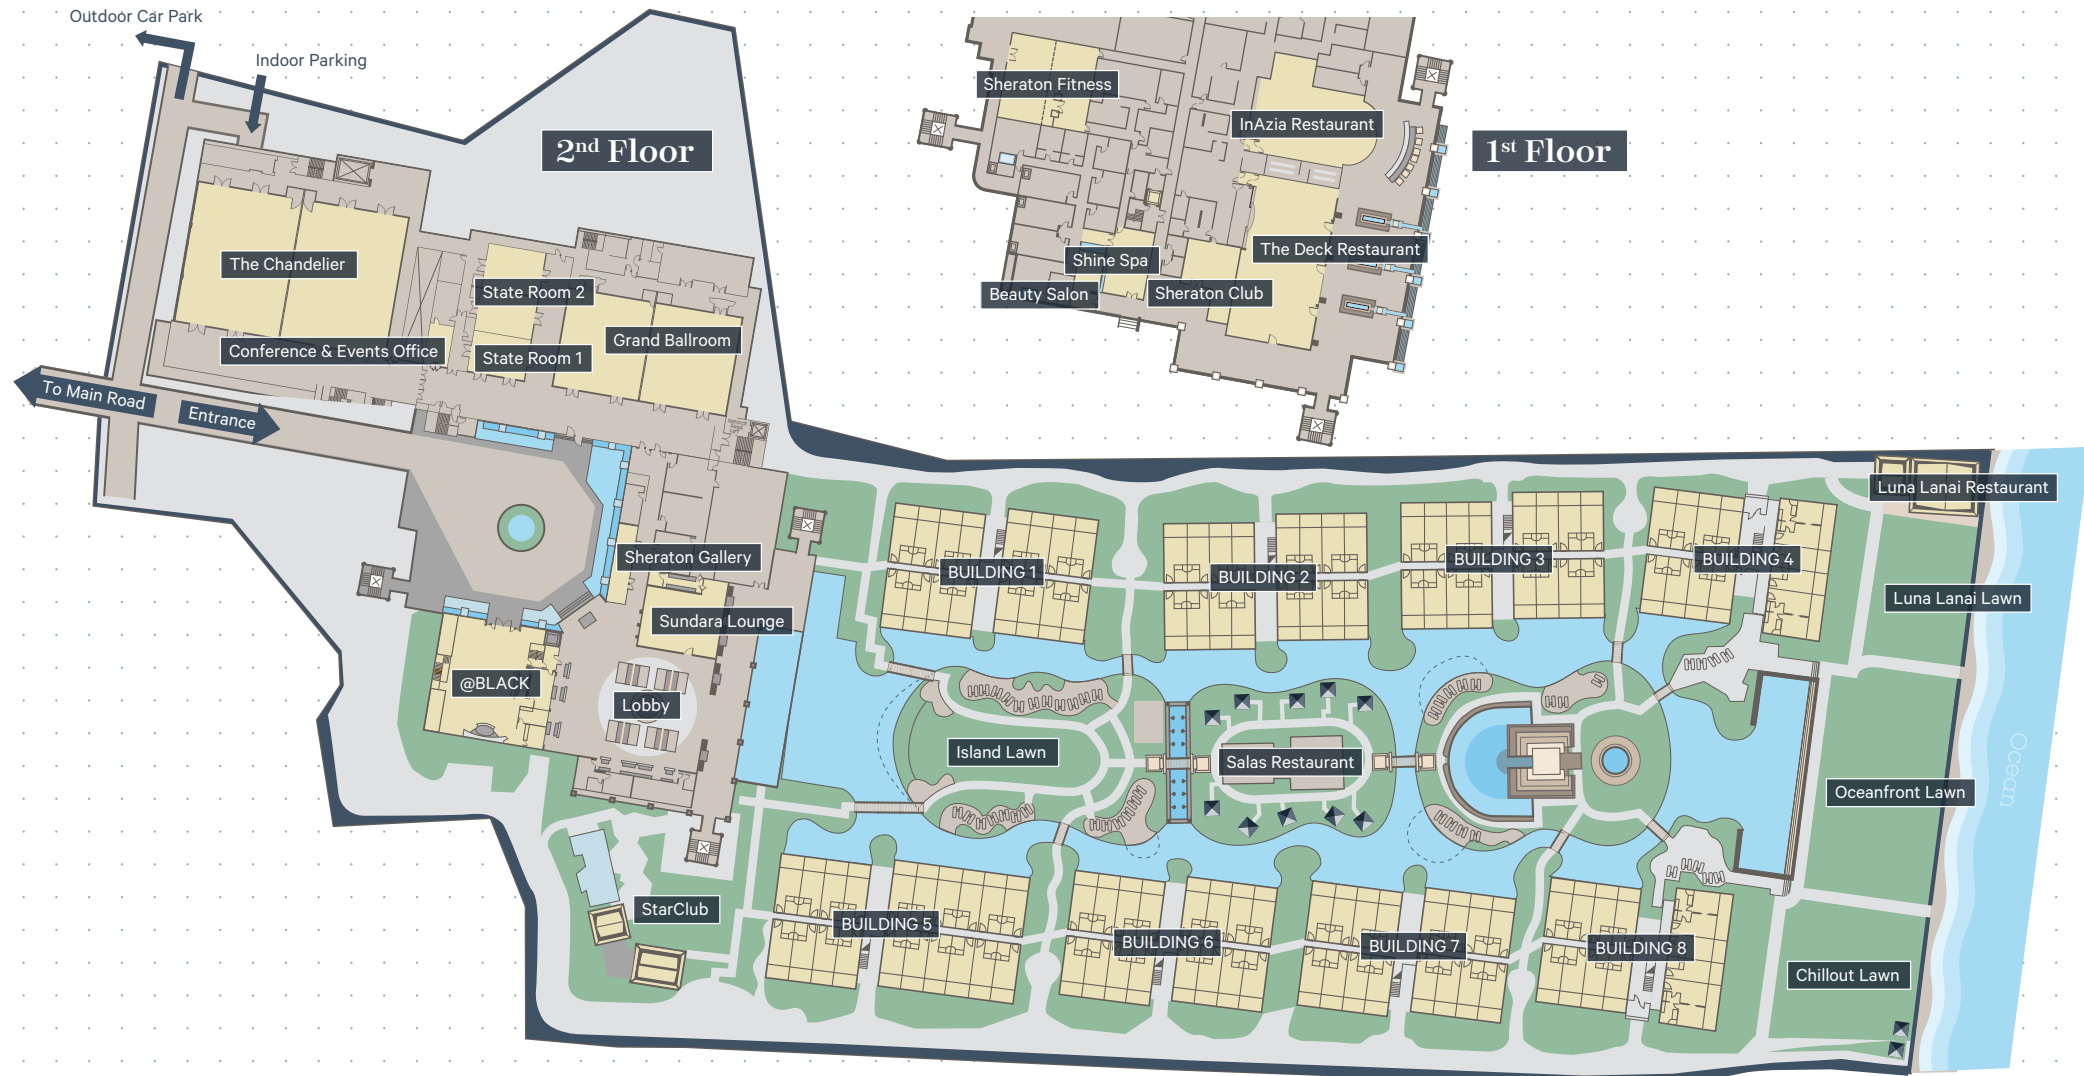 Outdoor Car Park
Indoor Parking
2nd Floor
The Chandelier
State Room 2
Grand Ballroom
Conference & Events Office
State Room 1
To Main Road
Entrance
1st Floor
Sheraton Fitness
InAzia Restaurant
The Deck Restaurant
Shine Spa
Beauty Salon
Sheraton Club
Sheraton Gallery
Sundara Lounge
@BLACK
Lobby
StarClub
BUILDING 1
BUILDING 2
BUILDING 3
BUILDING 4
Luna Lanai Restaurant
Luna Lanai Lawn
Island Lawn
Salas Restaurant
Oceanfront Lawn
Ocean
BUILDING 5
BUILDING 6
BUILDING 7
BUILDING 8
Chillout Lawn